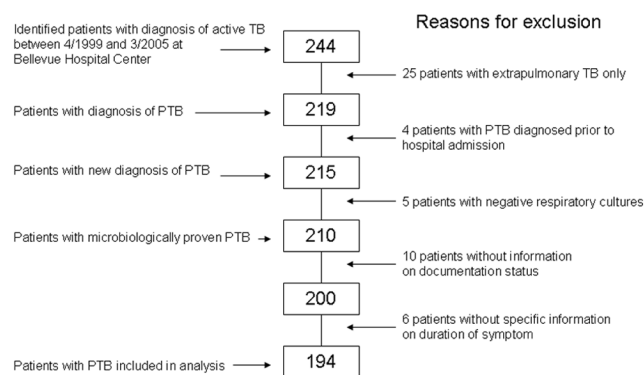 Reasons for exclusion
Identified patients with diagnosis of active TB
between 4/1999 and 3/2005 at
Bellevue Hospital Center
244
25 patients with extrapulmonary TB only
Patients with diagnosis of PTB
219
4 patients with PTB diagnosed prior to
hospital admission
Patients with new diagnosis of PTB
215
5 patients with negative respiratory cultures
Patients with microbiologically proven PTB
210
10 patients without information
on documentation status
200
6 patients without specific information
on duration of symptom
Patients with PTB included in analysis
194